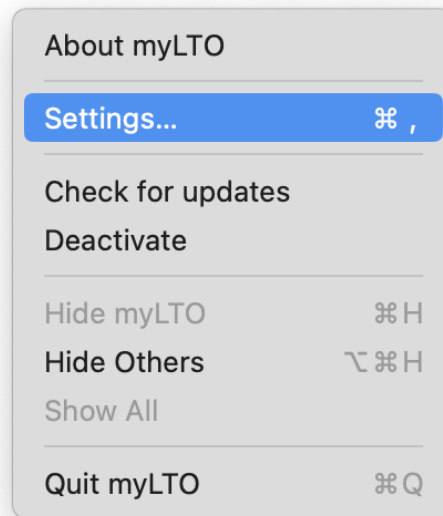 About myLTO
Settings... ⌘ ,
Check for updates
Deactivate
Hide myLTO ⌘H
Hide Others ⌥⌘H
Show All
Quit myLTO ⌘Q